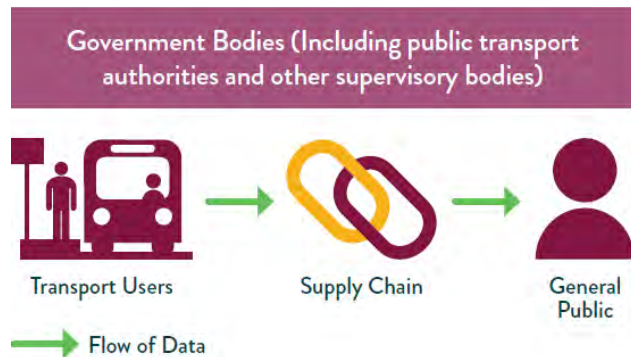 Government Bodies (Including public transport
authorities and other supervisory bodies)
Transport Users
Supply Chain
General
Public
Flow of Data